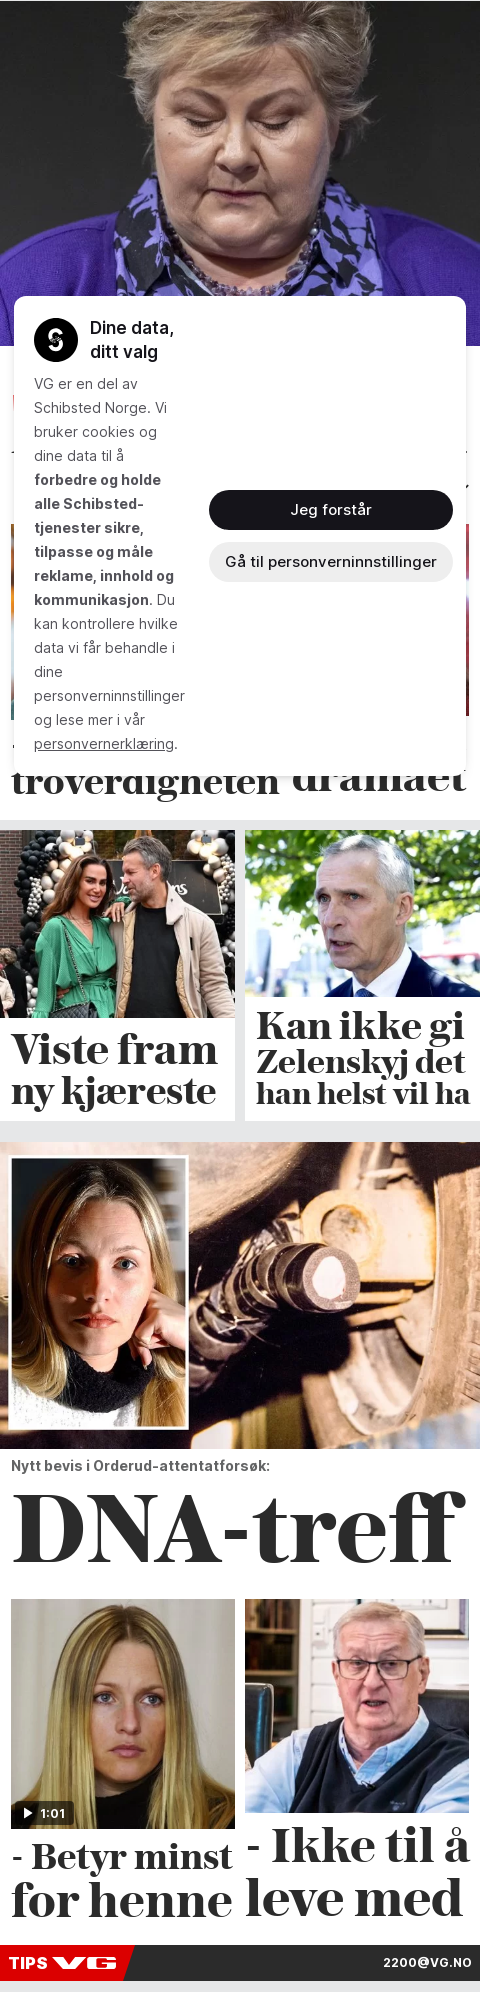 Dine data,
ditt valg
VG er en del av
Schibsted Norge. Vi
bruker cookies og
dine data til å
forbedre og holde
alle Schibsted-
tjenester sikre,
tilpasse og måle
reklame, innhold og
kommunikasjon. Du
kan kontrollere hvilke
data vi får behandle i
dine
personverninnstillinger
og lese mer i vår
personvernerklæring.
Jeg forstår
Gå til personverninnstillinger
troverdigheten
dramaet
Viste fram
ny kjæreste
Kan ikke gi
Zelenskyj det
han helst vil ha
Nytt bevis i Orderud-attentatforsøk:
DNA-treff
1:01
- Betyr minst
for henne
- Ikke til å
leve med
TIPS VG
2200@VG.NO